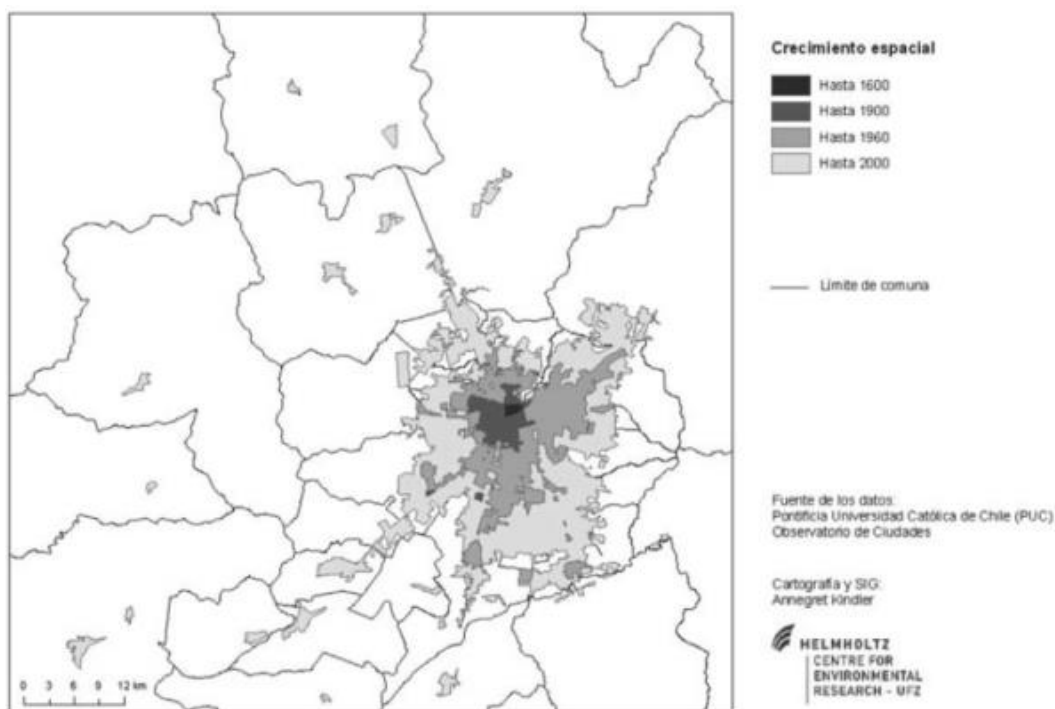 Crecimiento espacial
Hasta 1600
Hasta 1900
Hasta 1960
Hasta 2000
Límite de comuna
Fuente de los datos:
Pontificia Universidad Católica de Chile (PUC)
Observatorio de Ciudades
Cartografía y SIG:
Annegret Kindler
HELMHOLTZ
CENTRE FOR
ENVIRONMENTAL
RESEARCH - UFZ
0 3 6 9 12 km